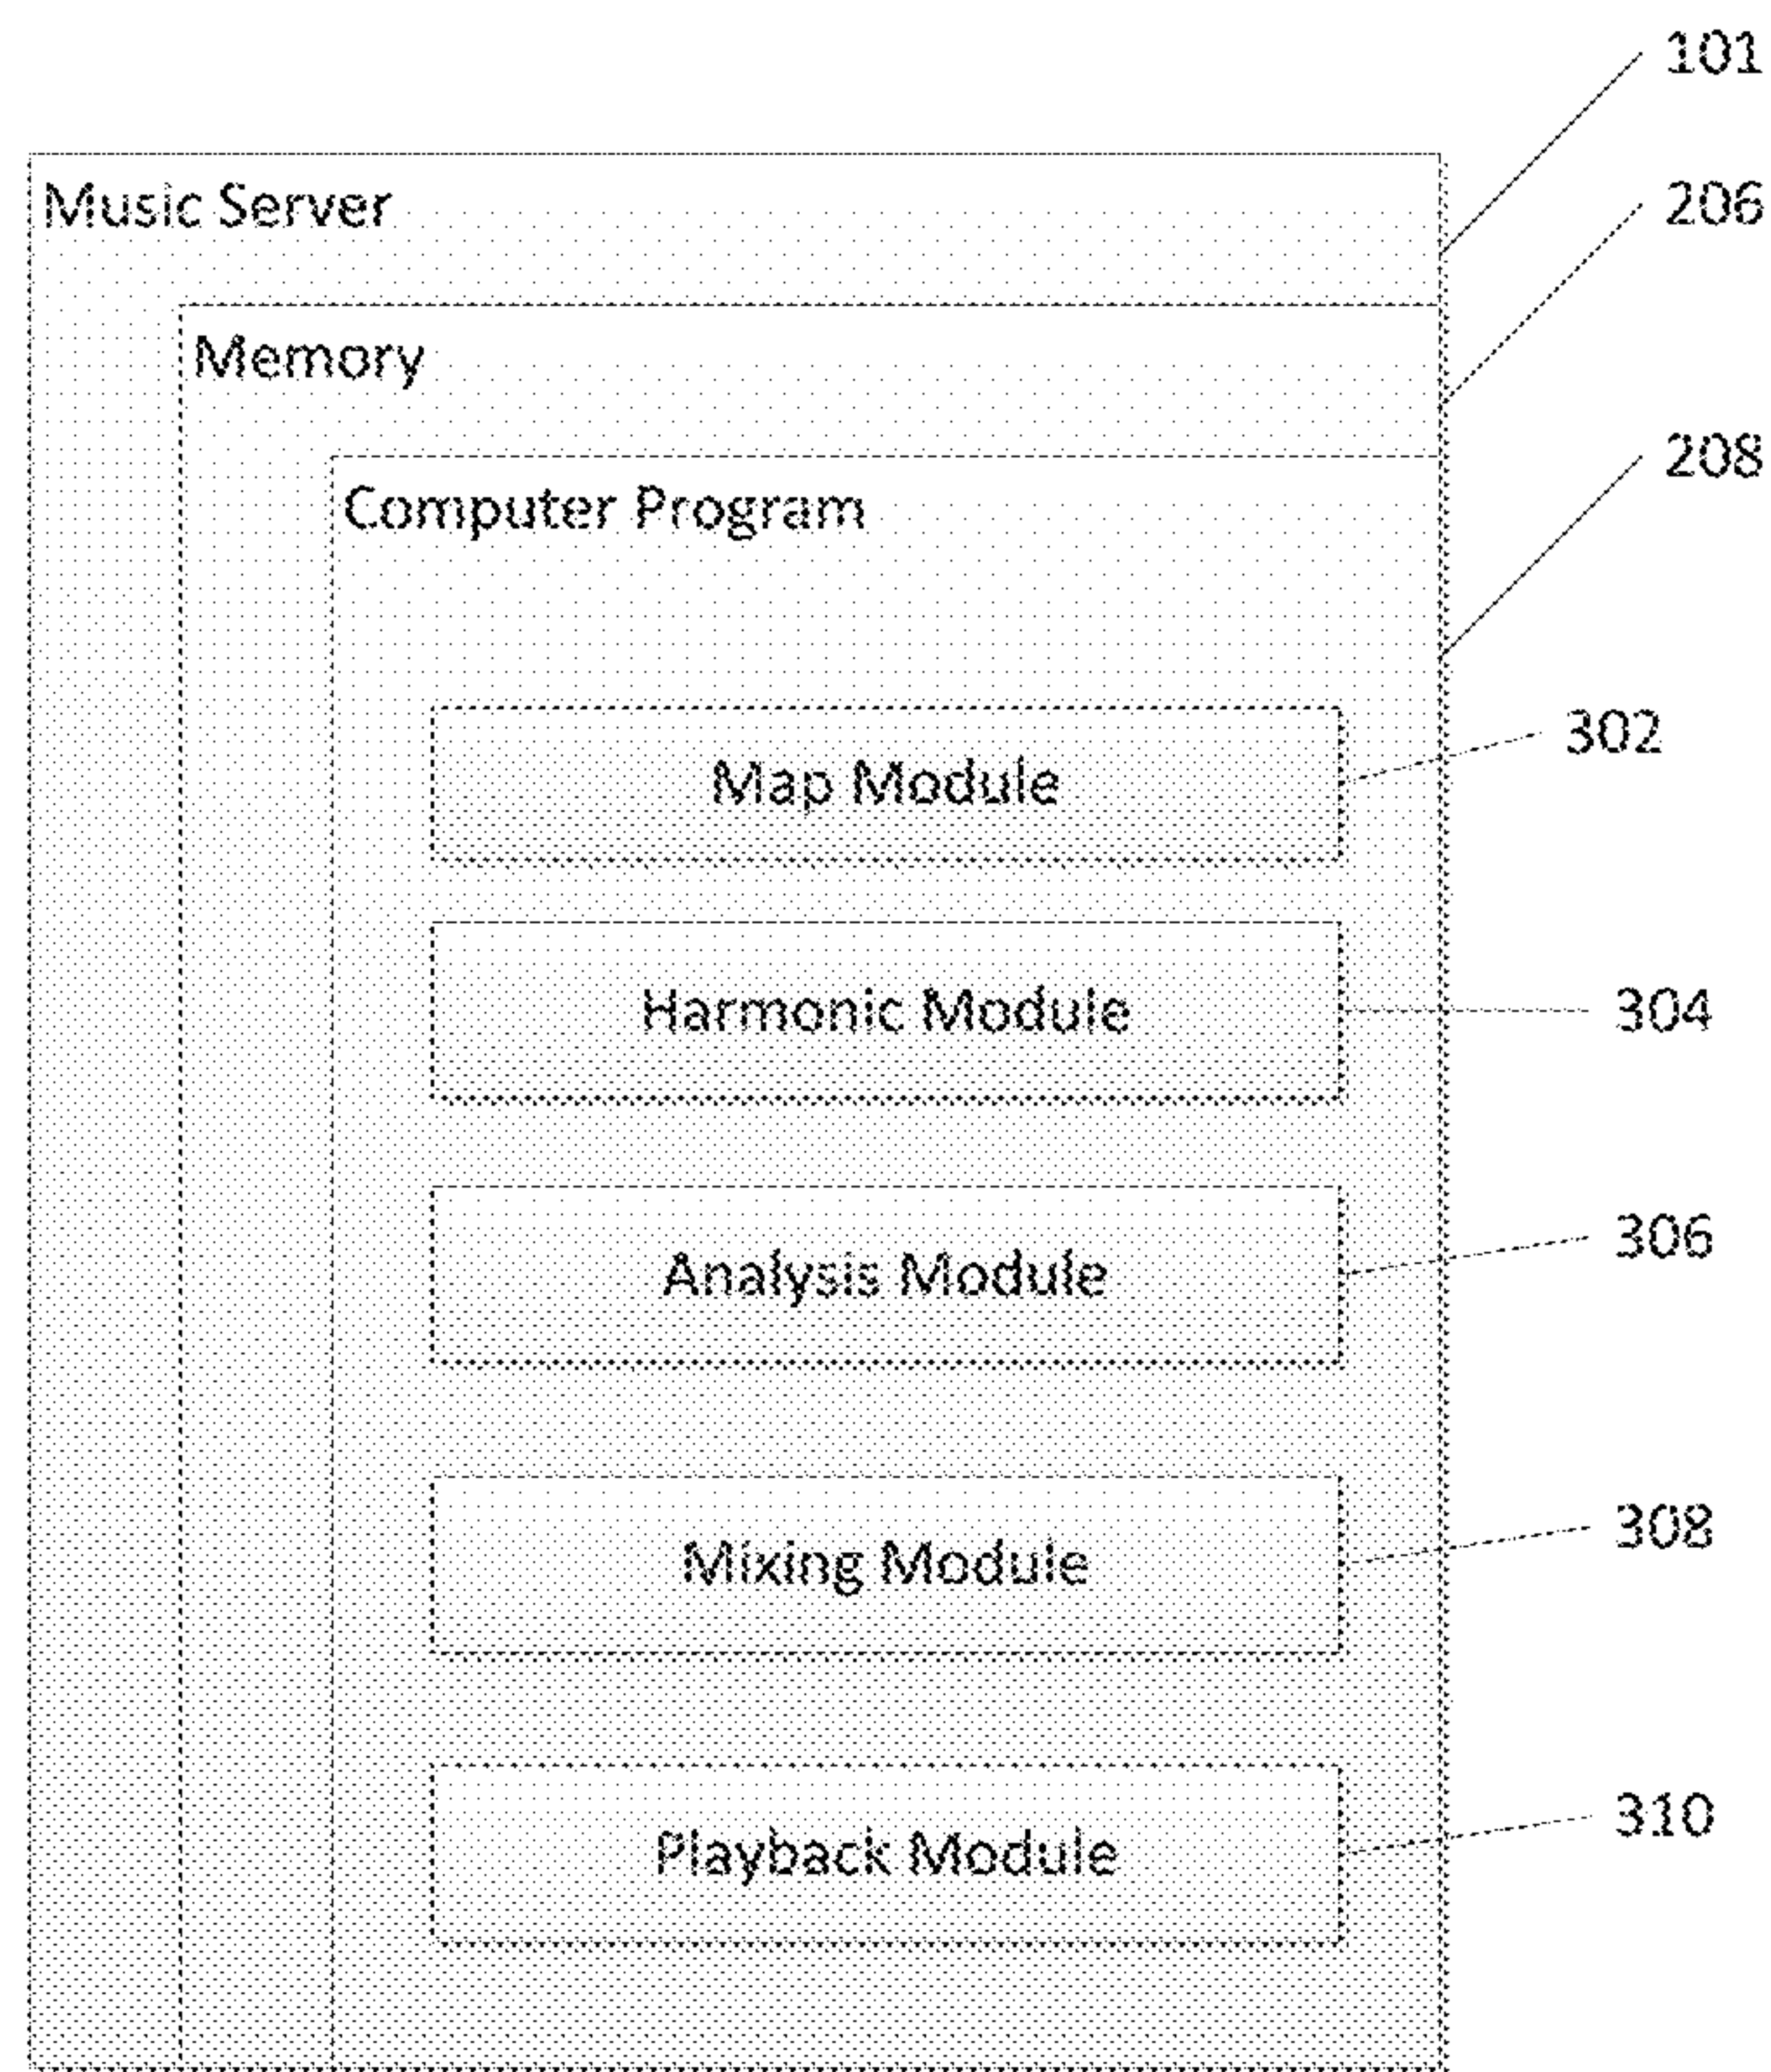 101
Music Server
206
Memory
208
Computer Program
302
Map Module
Harmonic Module
304
306
Analysis Module
308
Mixing Module
310
Playback Module